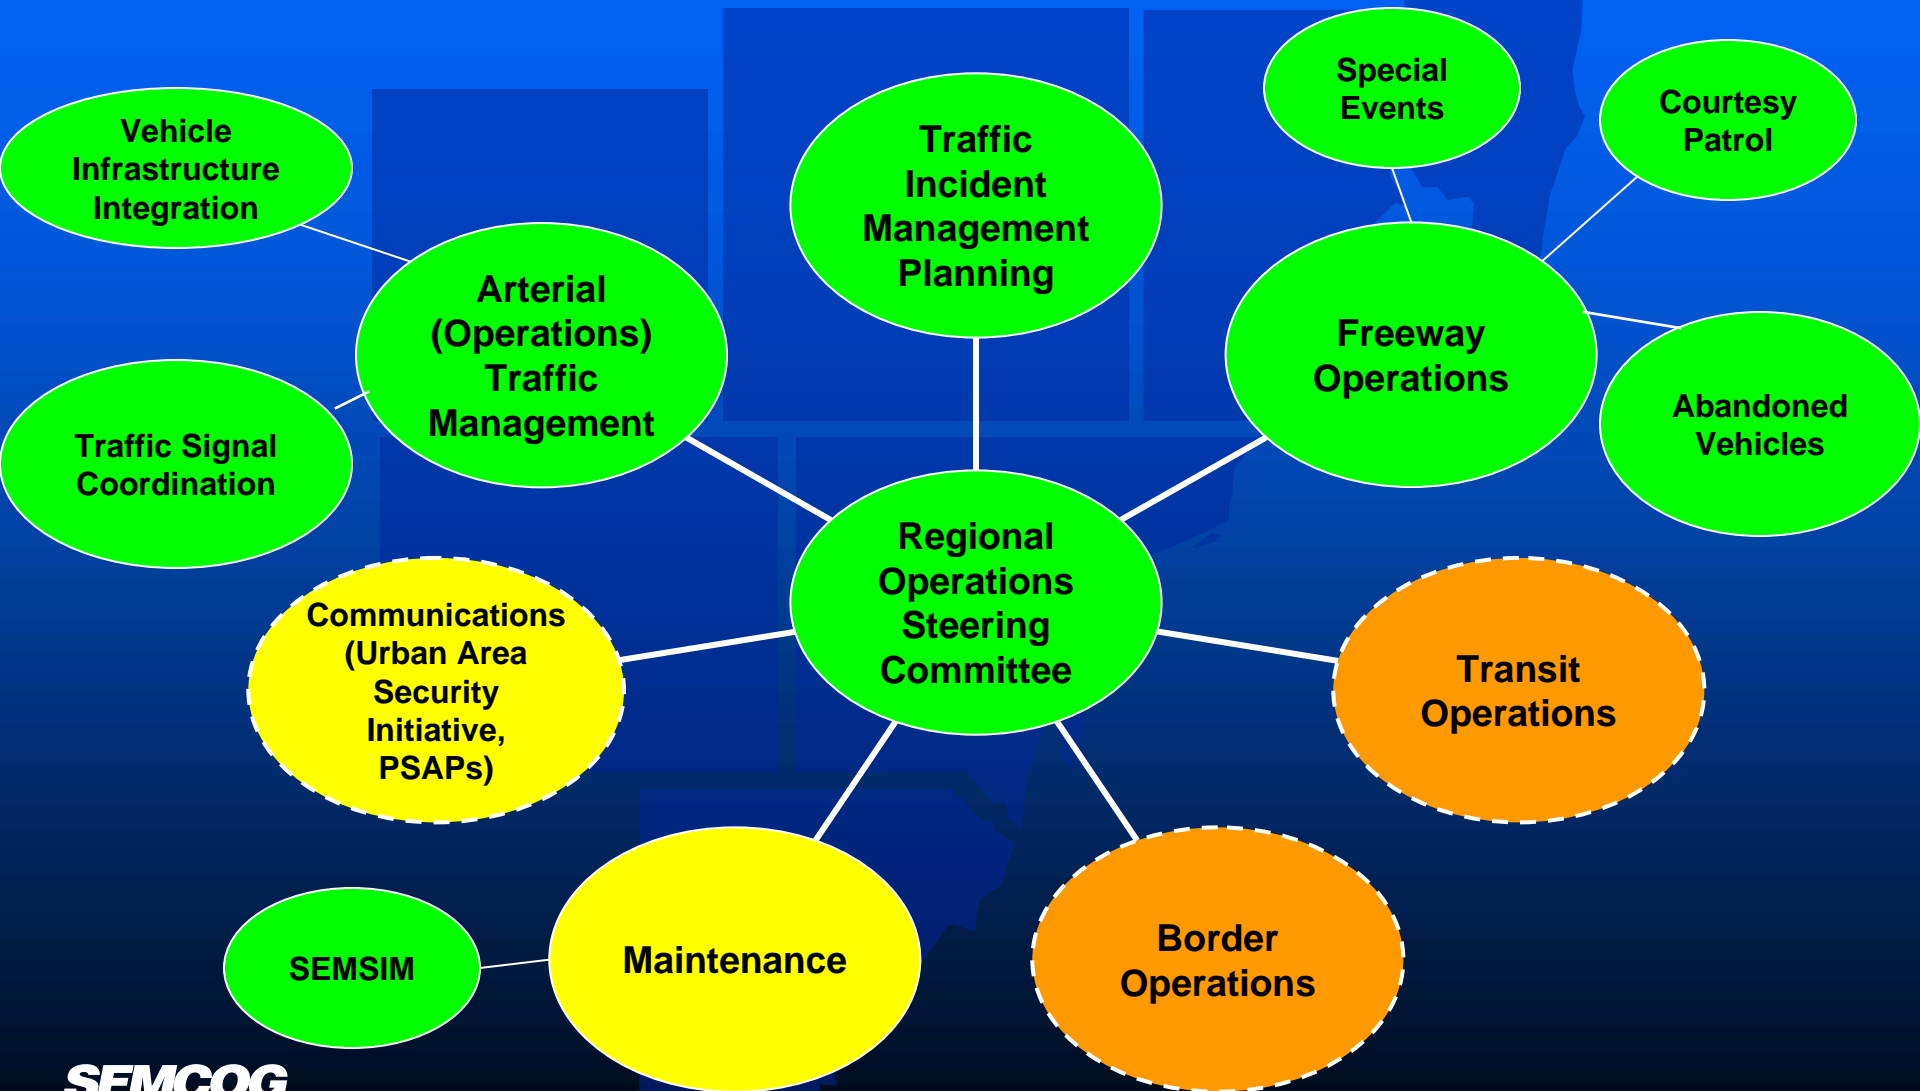 Special
Events
Courtesy
Patrol
Vehicle
Infrastructure
Integration
Traffic
Incident
Management
Planning
Arterial
(Operations)
Traffic
Management
Freeway
Operations
Abandoned
Vehicles
Traffic Signal
Coordination
Regional
Operations
Steering
Committee
Communications
(Urban Area
Security
Initiative,
PSAPs)
Transit
Operations
SEMSIM
Maintenance
Border
Operations
SEMCOG